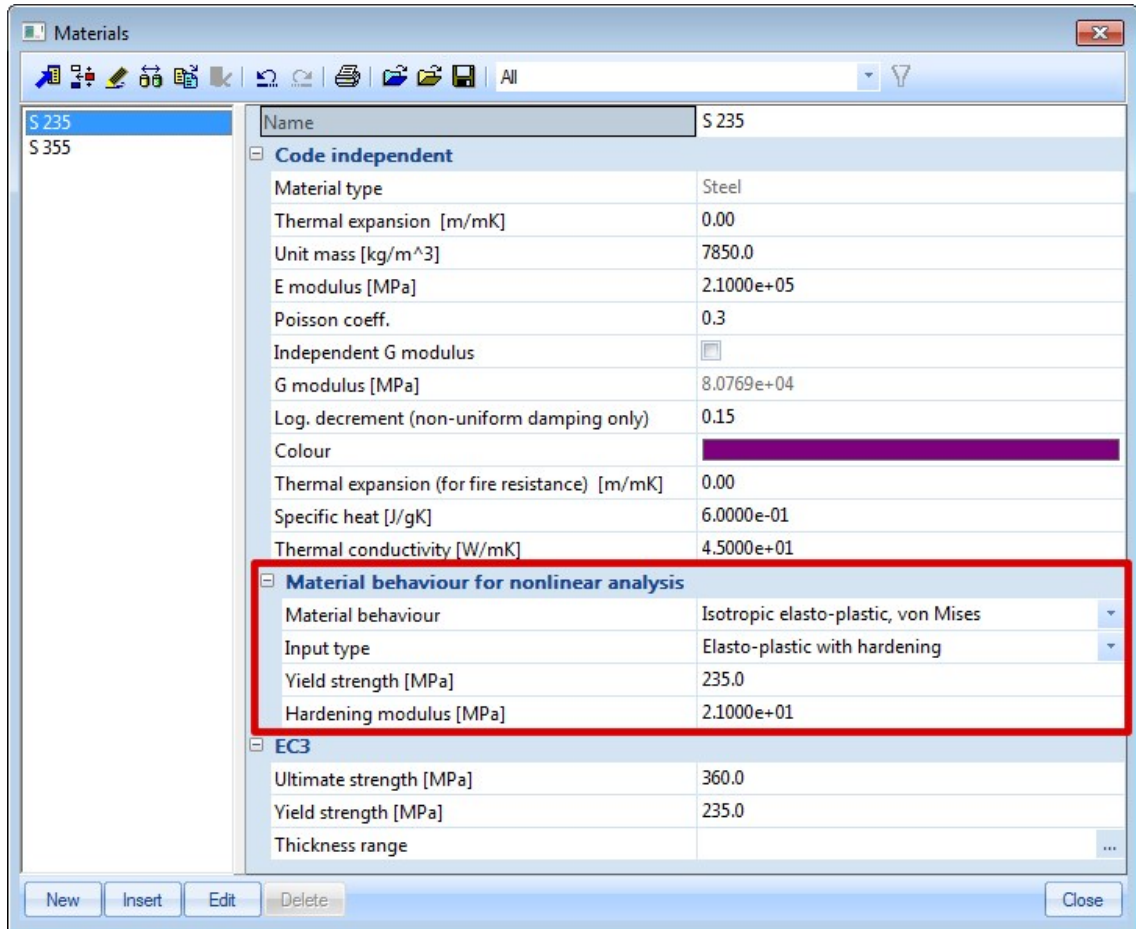 Materials
All
S 235
S 355
Name S 235
Code independent
Material type Steel
Thermal expansion [m/mK] 0.00
Unit mass [kg/m^3] 7850.0
E modulus [MPa] 2.1000e+05
Poisson coeff. 0.3
Independent G modulus
G modulus [MPa] 8.0769e+04
Log. decrement (non-uniform damping only) 0.15
Colour
Thermal expansion (for fire resistance) [m/mK] 0.00
Specific heat [J/gK] 6.0000e-01
Thermal conductivity [W/mK] 4.5000e+01
Material behaviour for nonlinear analysis
Material behaviour Isotropic elasto-plastic, von Mises
Input type Elasto-plastic with hardening
Yield strength [MPa] 235.0
Hardening modulus [MPa] 2.1000e+01
EC3
Ultimate strength [MPa] 360.0
Yield strength [MPa] 235.0
Thickness range ...
New Insert Edit Delete Close